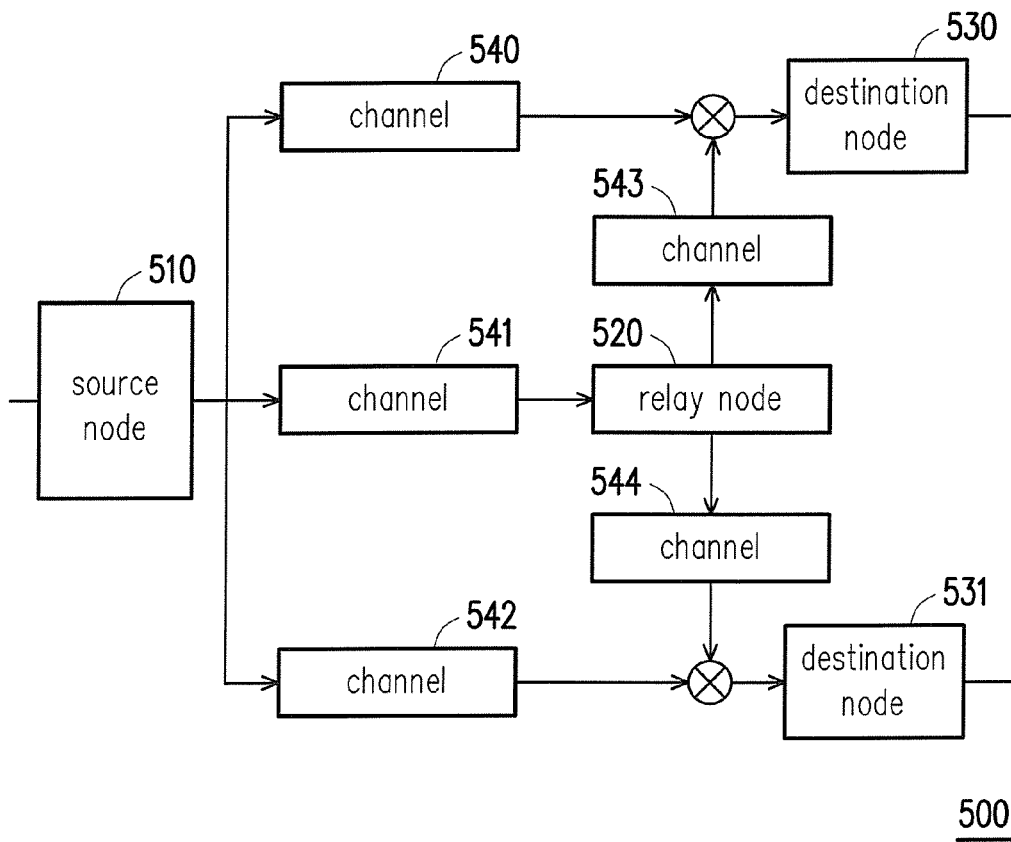 540
channel
530
destination
node
543
channel
510
source
node
541
channel
520
relay node
544
channel
542
channel
531
destination
node
500